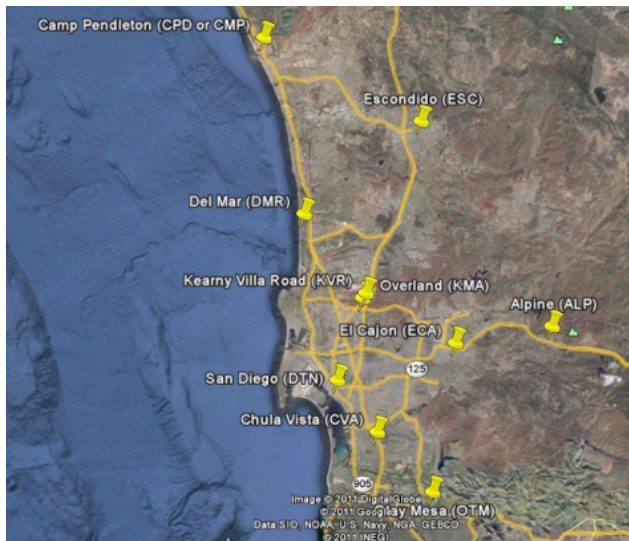 Camp Pendleton (CPD or CMP)
Escondido (ESC)
Del Mar (DMR)
Kearny Villa Road (KVR)
Overland (KMA)
Alpine (ALP)
El Cajon (ECA)
125
San Diego (DTN)
Chula Vista (CVA)
905
Image © 2011 DigitalGlobe
© 2011 Google
Mesa (OTM)
Data SIO, NOAA, U.S. Navy, NGA, GEBCO
© 2011 INEGI